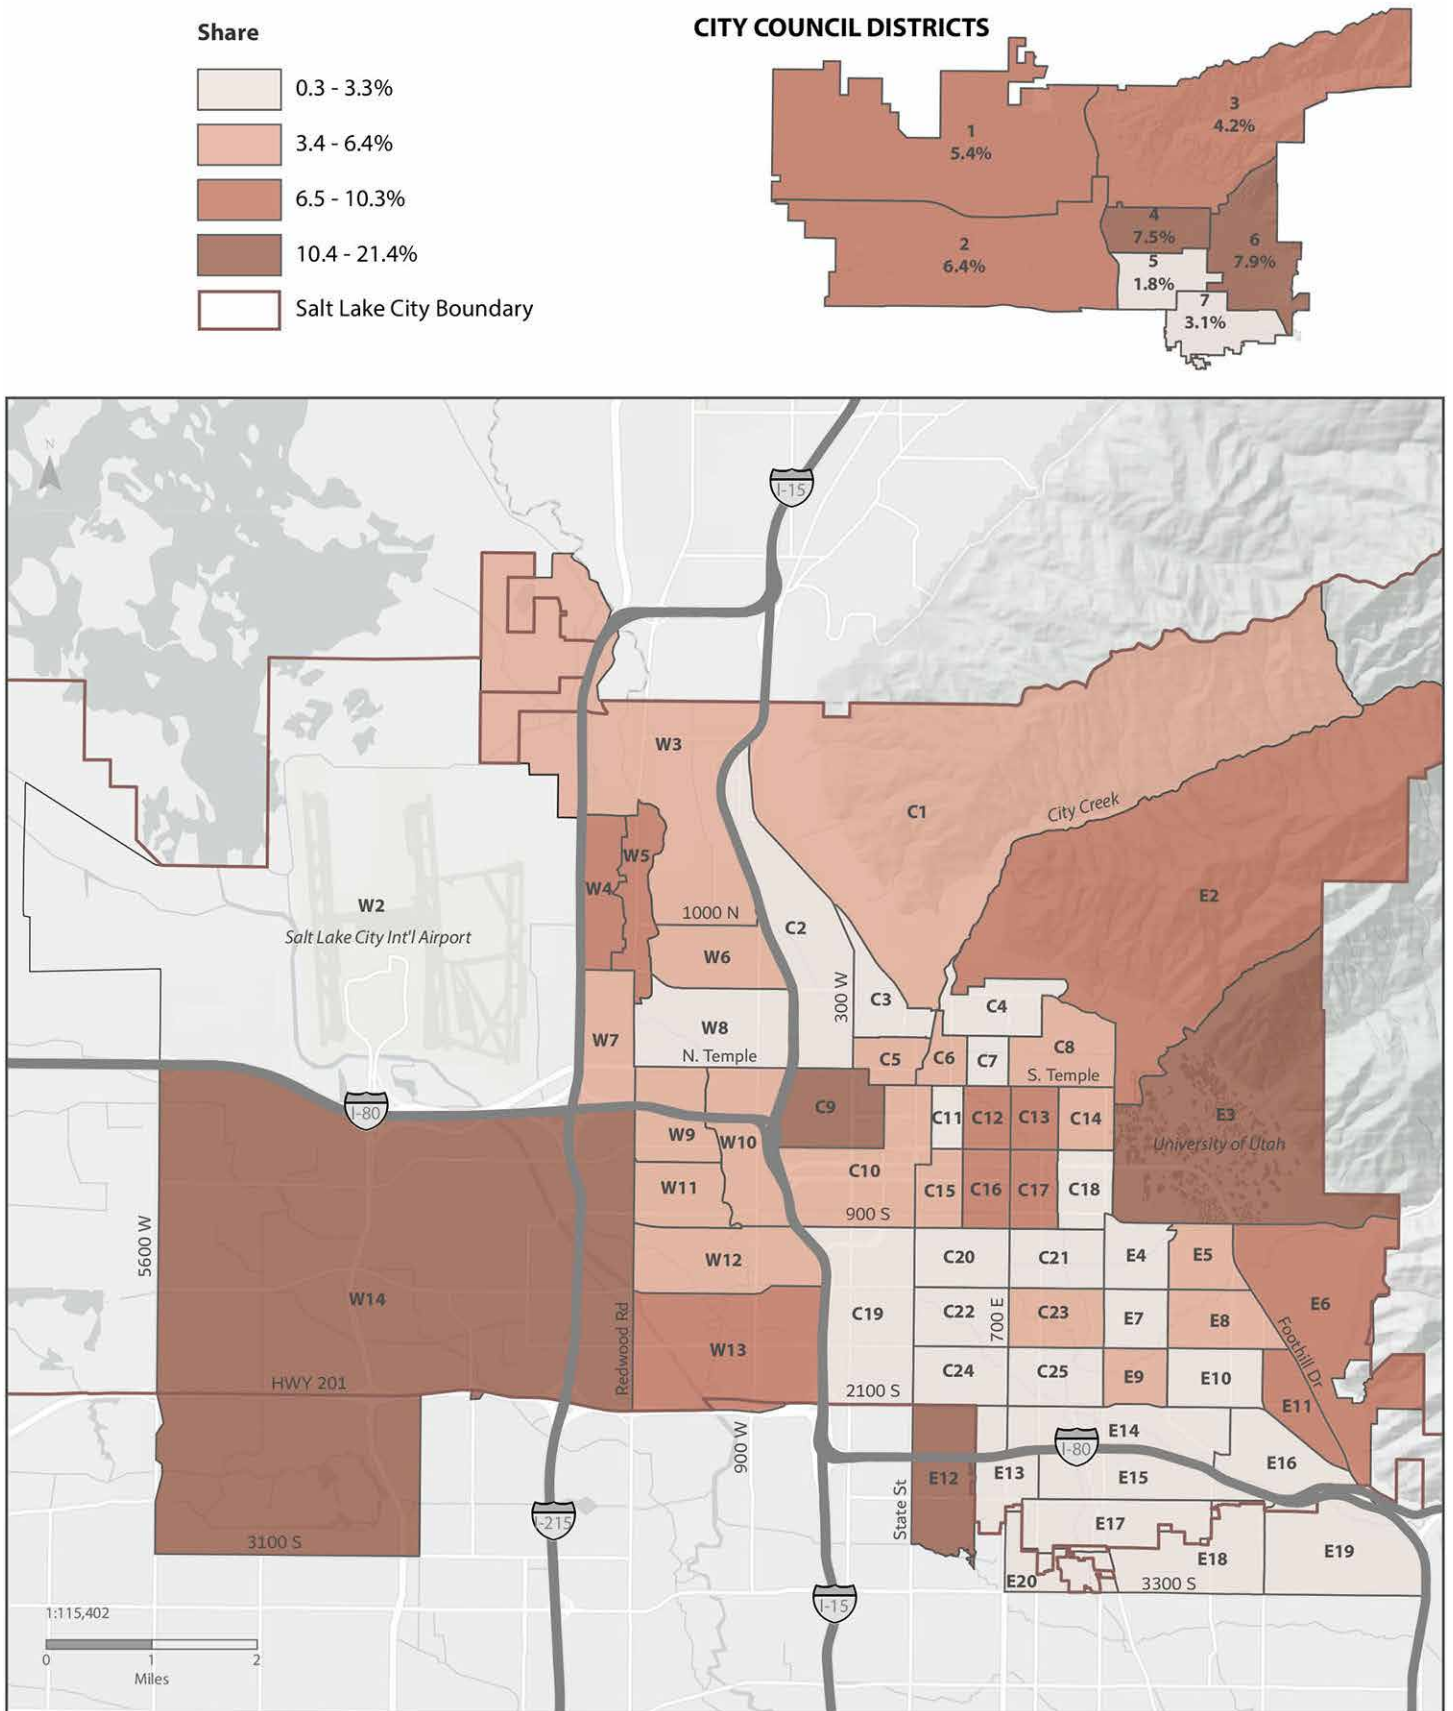 Share
0.3 - 3.3%
3.4 - 6.4%
6.5 - 10.3%
10.4 - 21.4%
Salt Lake City Boundary
CITY COUNCIL DISTRICTS
3
4.2%
1
5.4%
4
7.5%
6
7.9%
2
6.4%
5
1.8%
7
3.1%
N
I-15
W3
C1
City Creek
W5
W4
W2
Salt Lake City Int'l Airport
E2
1000 N
C2
W6
300 W
C3
C4
W8
N. Temple
W7
C5
C6
C7
C8
S. Temple
I-80
C9
C11
C12
C13
C14
E3
University of Utah
W9
W10
C10
W11
C15
C16
C17
C18
900 S
5600 W
W12
C20
C21
E4
E5
W14
C19
C22
700 E
C23
E7
E8
E6
Foothill Dr
Redwood Rd
W13
C24
C25
E9
E10
HWY 201
2100 S
E11
900 W
E14
I-80
E16
State St
E12
E13
E15
I-215
3100 S
E17
E18
E19
E20
3300 S
I-15
1:115,402
0
1
2
Miles